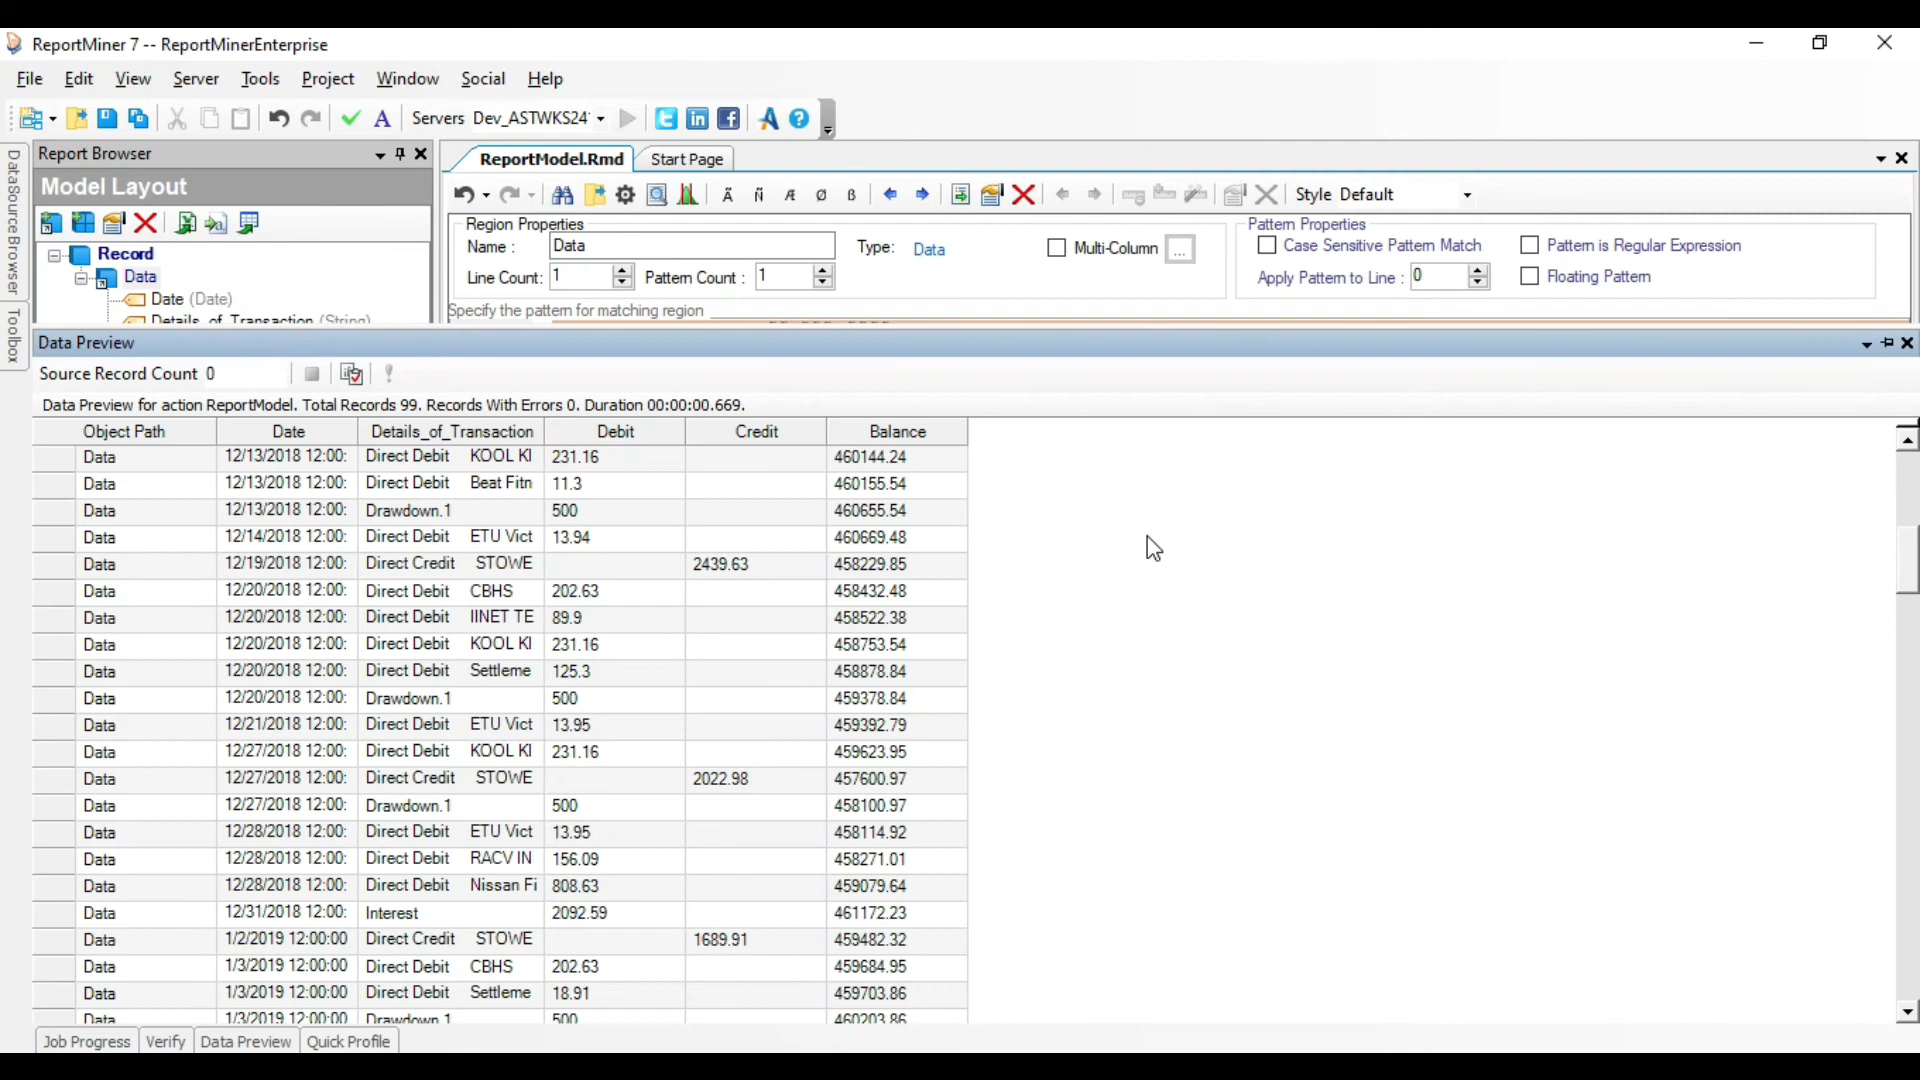 ReportMiner 7 -- ReportMinerEnterprise
File Edit View Server Tools Project Window Social Help
Servers Dev_ASTWKS24
Report Browser
ReportModel.Rmd Start Page
Model Layout
Ä Ñ Æ Ø ß Style Default
Region Properties Pattern Properties
Name : Data Type: Data Multi-Column ... Case Sensitive Pattern Match Pattern is Regular Expression
Line Count: 1 Pattern Count : 1 Apply Pattern to Line : 0 Floating Pattern
Specify the pattern for matching region
Record
Data
Date (Date)
Details_of_Transaction (String)
DataSource Browser
Toolbox
Data Preview
Source Record Count 0
Data Preview for action ReportModel. Total Records 99. Records With Errors 0. Duration 00:00:00.669.
Object Path Date Details_of_Transaction Debit Credit Balance
Data 12/13/2018 12:00: Direct Debit KOOL KI 231.16 460144.24
Data 12/13/2018 12:00: Direct Debit Beat Fitn 11.3 460155.54
Data 12/13/2018 12:00: Drawdown.1 500 460655.54
Data 12/14/2018 12:00: Direct Debit ETU Vict 13.94 460669.48
Data 12/19/2018 12:00: Direct Credit STOWE 2439.63 458229.85
Data 12/20/2018 12:00: Direct Debit CBHS 202.63 458432.48
Data 12/20/2018 12:00: Direct Debit IINET TE 89.9 458522.38
Data 12/20/2018 12:00: Direct Debit KOOL KI 231.16 458753.54
Data 12/20/2018 12:00: Direct Debit Settleme 125.3 458878.84
Data 12/20/2018 12:00: Drawdown.1 500 459378.84
Data 12/21/2018 12:00: Direct Debit ETU Vict 13.95 459392.79
Data 12/27/2018 12:00: Direct Debit KOOL KI 231.16 459623.95
Data 12/27/2018 12:00: Direct Credit STOWE 2022.98 457600.97
Data 12/27/2018 12:00: Drawdown.1 500 458100.97
Data 12/28/2018 12:00: Direct Debit ETU Vict 13.95 458114.92
Data 12/28/2018 12:00: Direct Debit RACV IN 156.09 458271.01
Data 12/28/2018 12:00: Direct Debit Nissan Fi 808.63 459079.64
Data 12/31/2018 12:00: Interest 2092.59 461172.23
Data 1/2/2019 12:00:00 Direct Credit STOWE 1689.91 459482.32
Data 1/3/2019 12:00:00 Direct Debit CBHS 202.63 459684.95
Data 1/3/2019 12:00:00 Direct Debit Settleme 18.91 459703.86
Data 1/3/2019 12:00:00 Drawdown.1 500 460203.86
Job Progress Verify Data Preview Quick Profile